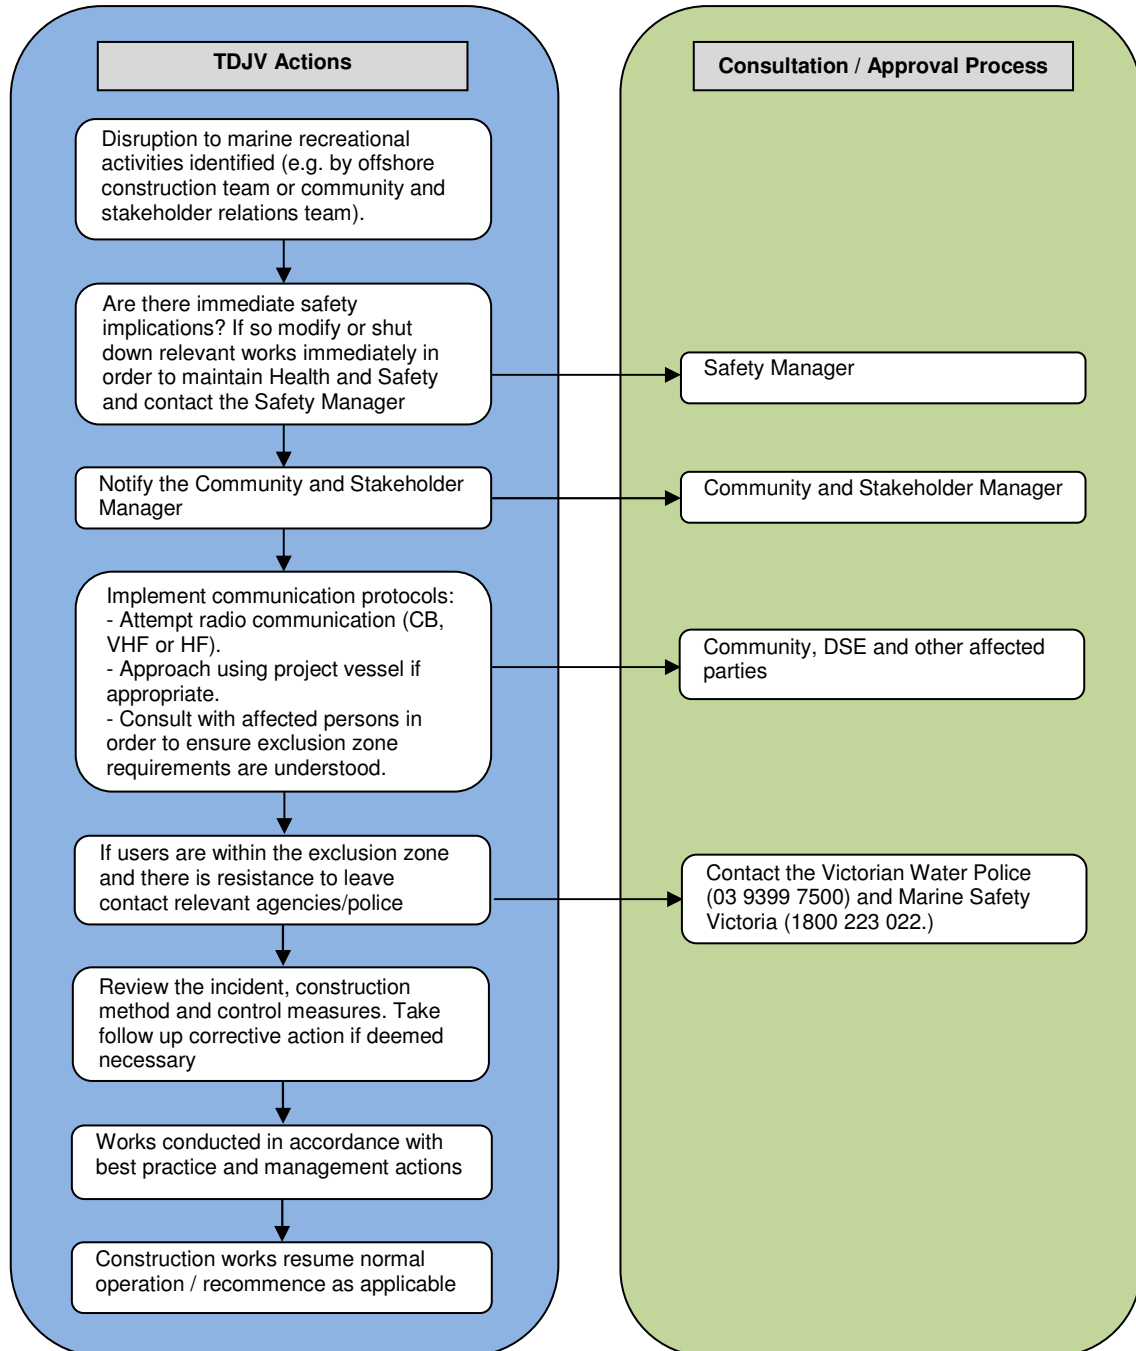 TDJV Actions
Disruption to marine recreational
activities identified (e.g. by offshore
construction team or community and
stakeholder relations team).
Are there immediate safety
implications? If so modify or shut
down relevant works immediately in
order to maintain Health and Safety
and contact the Safety Manager
Notify the Community and Stakeholder
Manager
Implement communication protocols:
- Attempt radio communication (CB,
VHF or HF).
- Approach using project vessel if
appropriate.
- Consult with affected persons in
order to ensure exclusion zone
requirements are understood.
If users are within the exclusion zone
and there is resistance to leave
contact relevant agencies/police
Review the incident, construction
method and control measures. Take
follow up corrective action if deemed
necessary
Works conducted in accordance with
best practice and management actions
Construction works resume normal
operation / recommence as applicable
Consultation / Approval Process
Safety Manager
Community and Stakeholder Manager
Community, DSE and other affected
parties
Contact the Victorian Water Police
(03 9399 7500) and Marine Safety
Victoria (1800 223 022.)